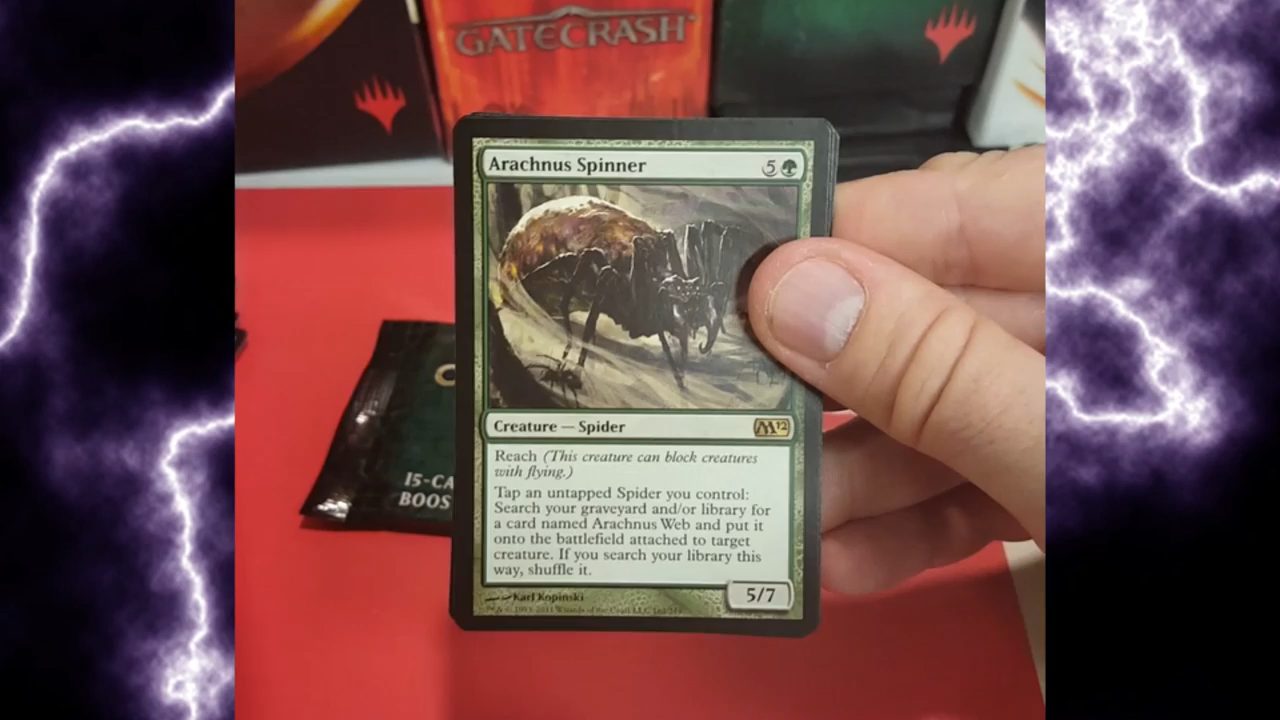 GATECRASH
Arachnus Spinner
5
Creature — Spider
M12
Reach (This creature can block creatures
with flying.)
Tap an untapped Spider you control:
Search your graveyard and/or library for
a card named Arachnus Web and put it
onto the battlefield attached to target
creature. If you search your library this
way, shuffle it.
5/7
Karl Kopinski
15-CA
BOOS